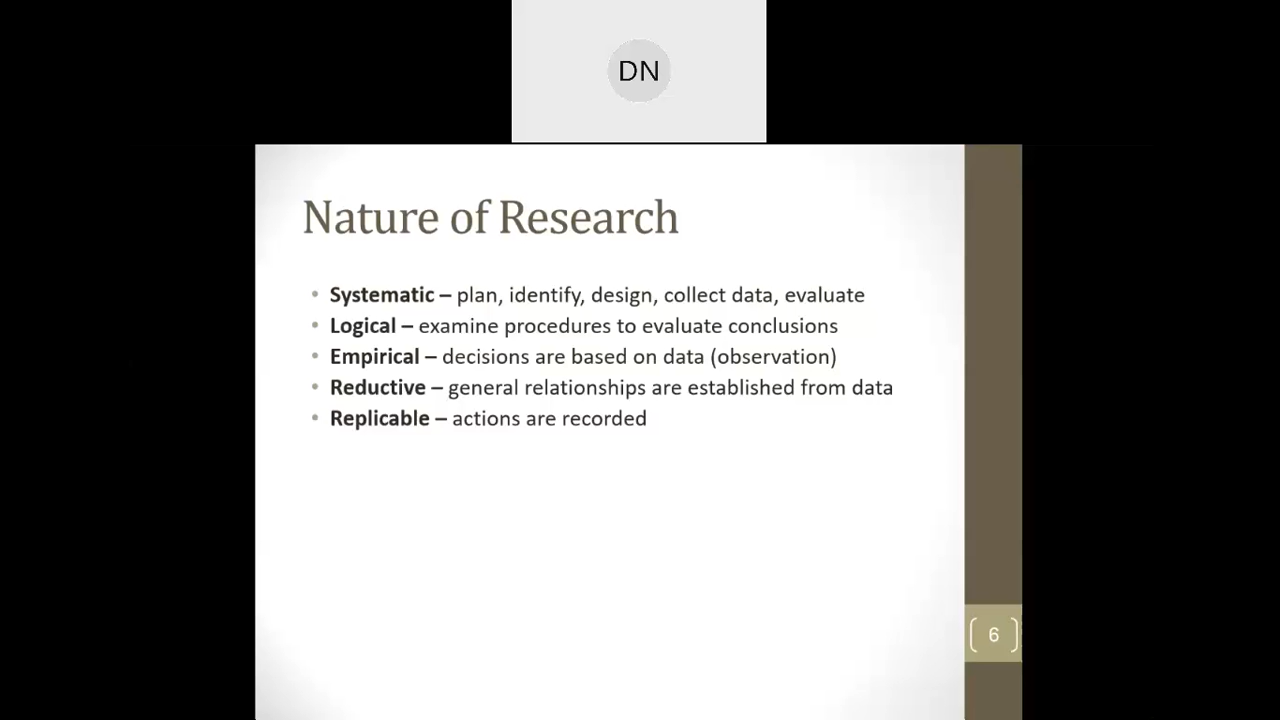 DN
Nature of Research
• Systematic – plan, identify, design, collect data, evaluate
• Logical – examine procedures to evaluate conclusions
• Empirical – decisions are based on data (observation)
• Reductive – general relationships are established from data
• Replicable – actions are recorded
[ 6 ]